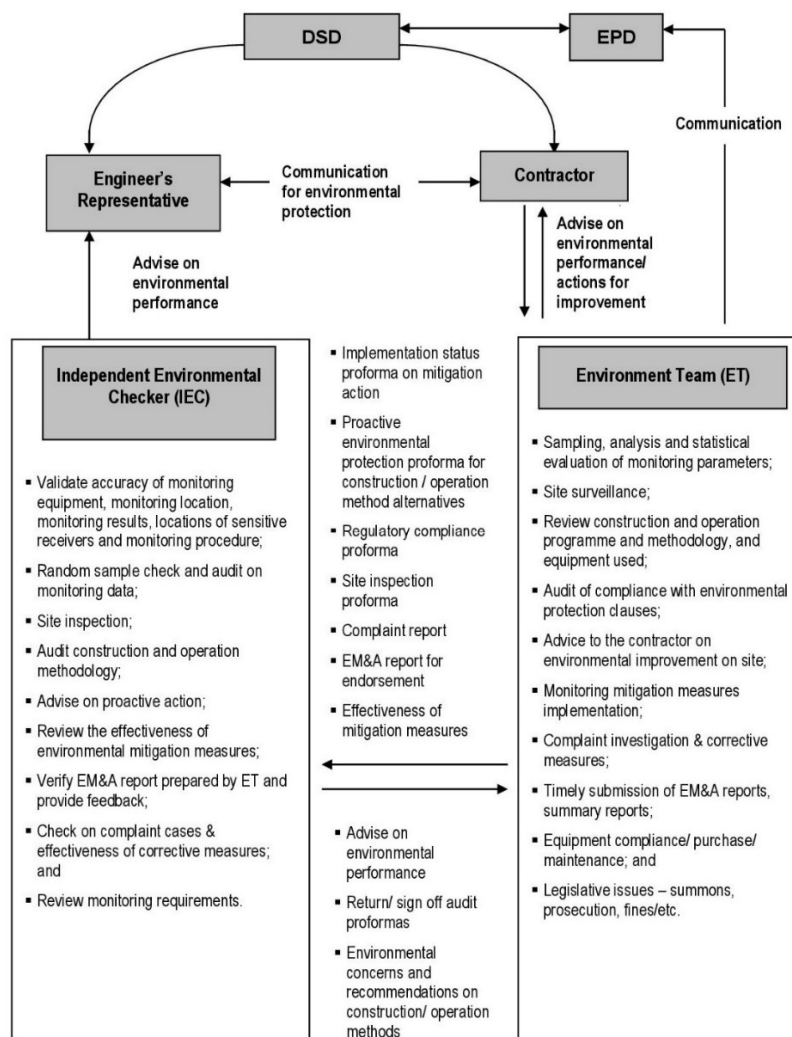 DSD
EPD
Communication
Engineer's
Representative
Communication
for environmental
protection
Contractor
Advise on
environmental
performance
Advise on
environmental
performance/
actions for
improvement
Independent Environmental
Checker (IEC)
▪ Validate accuracy of monitoring
equipment, monitoring location,
monitoring results, locations of sensitive
receivers and monitoring procedure;
▪ Random sample check and audit on
monitoring data;
▪ Site inspection;
▪ Audit construction and operation
methodology;
▪ Advise on proactive action;
▪ Review the effectiveness of
environmental mitigation measures;
▪ Verify EM&A report prepared by ET and
provide feedback;
▪ Check on complaint cases &
effectiveness of corrective measures;
and
▪ Review monitoring requirements.
▪ Implementation status
proforma on mitigation
action
▪ Proactive
environmental
protection proforma for
construction / operation
method alternatives
▪ Regulatory compliance
proforma
▪ Site inspection
proforma
▪ Complaint report
▪ EM&A report for
endorsement
▪ Effectiveness of
mitigation measures
▪ Advise on
environmental
performance
▪ Return/ sign off audit
proformas
▪ Environmental
concerns and
recommendations on
construction/ operation
methods
Environment Team (ET)
▪ Sampling, analysis and statistical
evaluation of monitoring parameters;
▪ Site surveillance;
▪ Review construction and operation
programme and methodology, and
equipment used;
▪ Audit of compliance with environmental
protection clauses;
▪ Advice to the contractor on
environmental improvement on site;
▪ Monitoring mitigation measures
implementation;
▪ Complaint investigation & corrective
measures;
▪ Timely submission of EM&A reports,
summary reports;
▪ Equipment compliance/ purchase/
maintenance; and
▪ Legislative issues – summons,
prosecution, fines/etc.